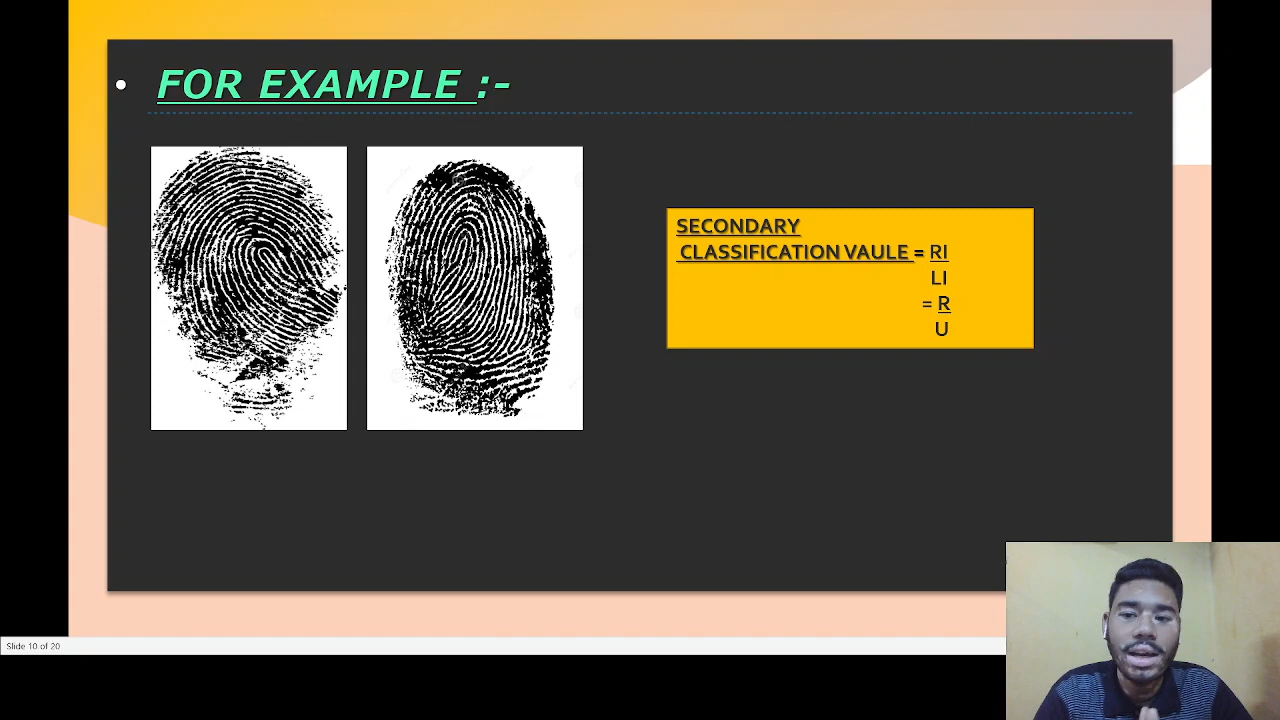 • FOR EXAMPLE :-
SECONDARY
CLASSIFICATION VAULE = RI
LI
= R
U
Slide 10 of 20